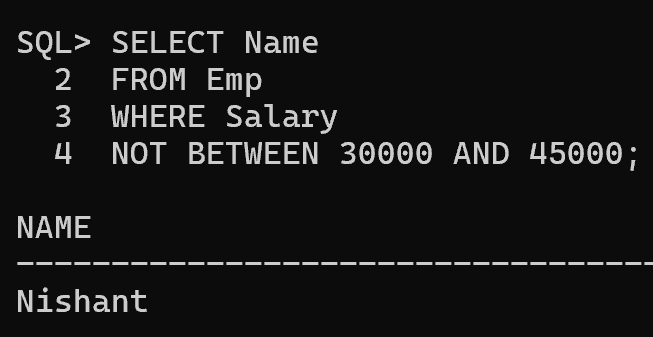 SQL> SELECT Name
  2  FROM Emp
  3  WHERE Salary
  4  NOT BETWEEN 30000 AND 45000;
NAME
----------------------------------
Nishant